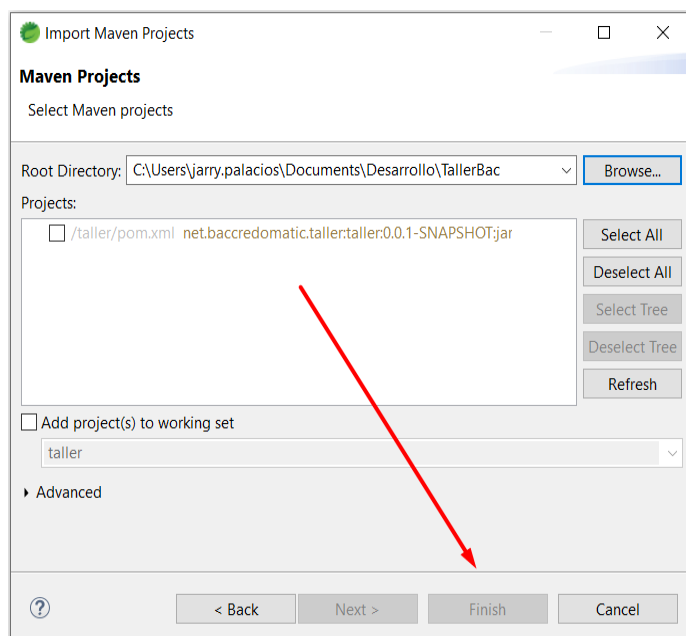 Import Maven Projects
Maven Projects
Select Maven projects
Root Directory: C:\Users\jarry.palacios\Documents\Desarrollo\TallerBac Browse...
Projects:
/taller/pom.xml net.baccredomatic.taller:taller:0.0.1-SNAPSHOT:jar
Select All
Deselect All
Select Tree
Deselect Tree
Refresh
Add project(s) to working set
taller
Advanced
? < Back Next > Finish Cancel